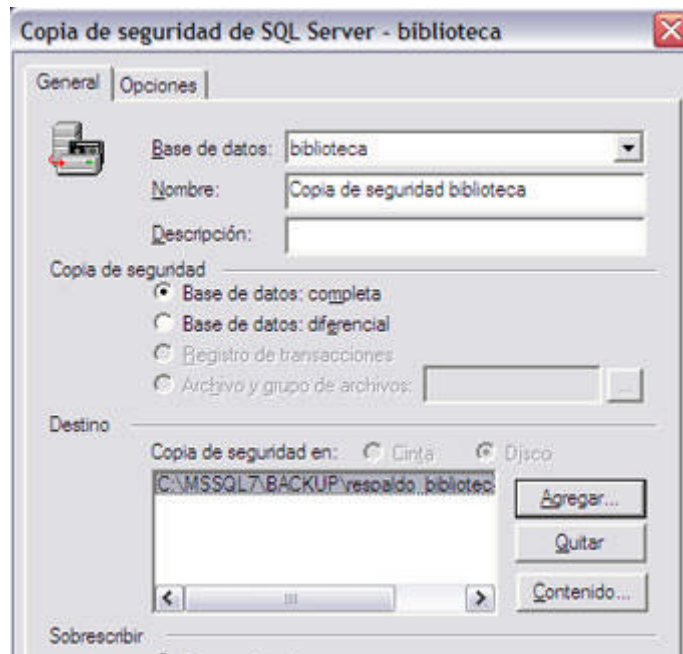 Copia de seguridad de SQL Server - biblioteca
General Opciones
Base de datos: biblioteca
Nombre: Copia de seguridad biblioteca
Descripción:
Copia de seguridad
Base de datos: completa
Base de datos: diferencial
Registro de transacciones
Archivo y grupo de archivos: ...
Destino
Copia de seguridad en: Cinta Disco
C:\MSSQL7\BACKUP\respaldo_bibliotec
Agregar...
Quitar
Contenido...
Sobrescribir